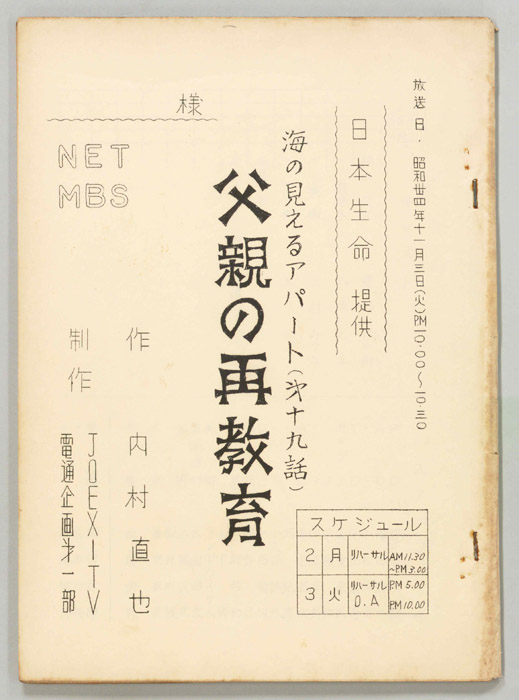 放送日・昭和卅四年十一月三日(火)PM10.00〜10.30
日本生命 提供
海の見えるアパート(才十九話)
父親の再教育
様
NET
MBS
作 内村直也
制作 JOEX-TV
電通企画才一部
スケジュール
2 月 リハーサル AM11.30〜PM3.00
3 火 リハーサル PM5.00
O.A PM10.00